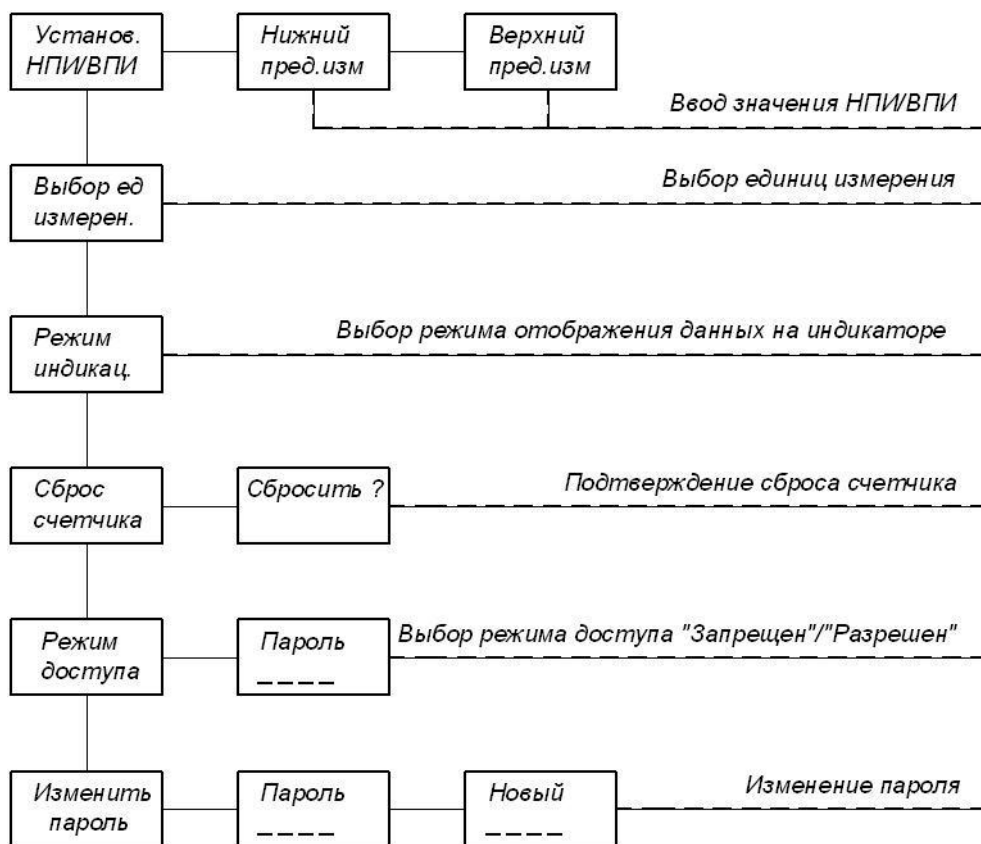 Установ.
НПИ/ВПИ
Нижний
пред.изм
Верхний
пред.изм
Ввод значения НПИ/ВПИ
Выбор ед
измерен.
Выбор единиц измерения
Режим
индикац.
Выбор режима отображения данных на индикаторе
Сброс
счетчика
Сбросить ?
Подтверждение сброса счетчика
Режим
доступа
Пароль
_ _ _ _
Выбор режима доступа "Запрещен"/"Разрешен"
Изменить
пароль
Пароль
_ _ _ _
Новый
_ _ _ _
Изменение пароля